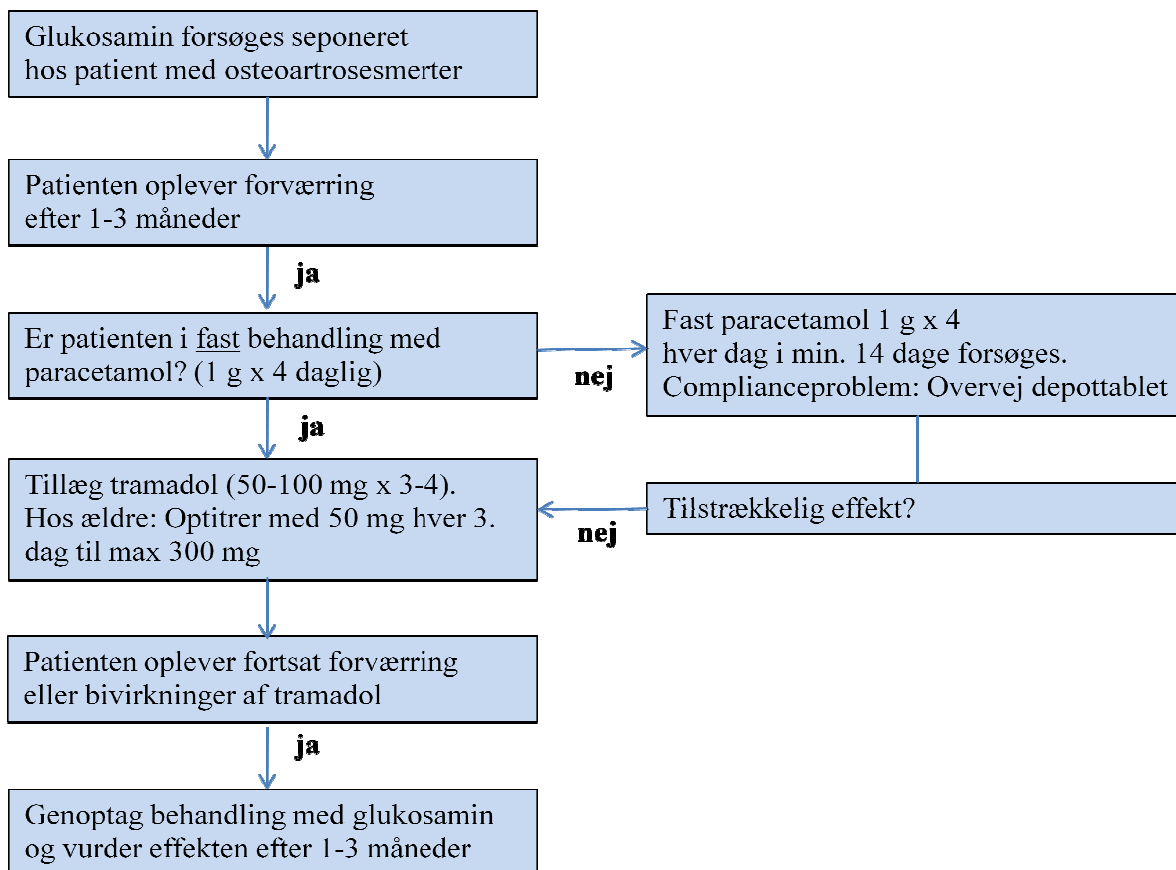 Glukosamin forsøges seponeret
hos patient med osteoartrosesmerter
Patienten oplever forværring
efter 1-3 måneder
ja
Er patienten i fast behandling med
paracetamol? (1 g x 4 daglig)
nej
Fast paracetamol 1 g x 4
hver dag i min. 14 dage forsøges.
Complianceproblem: Overvej depottablet
ja
Tillæg tramadol (50-100 mg x 3-4).
Hos ældre: Optitrer med 50 mg hver 3.
dag til max 300 mg
nej
Tilstrækkelig effekt?
Patienten oplever fortsat forværring
eller bivirkninger af tramadol
ja
Genoptag behandling med glukosamin
og vurder effekten efter 1-3 måneder